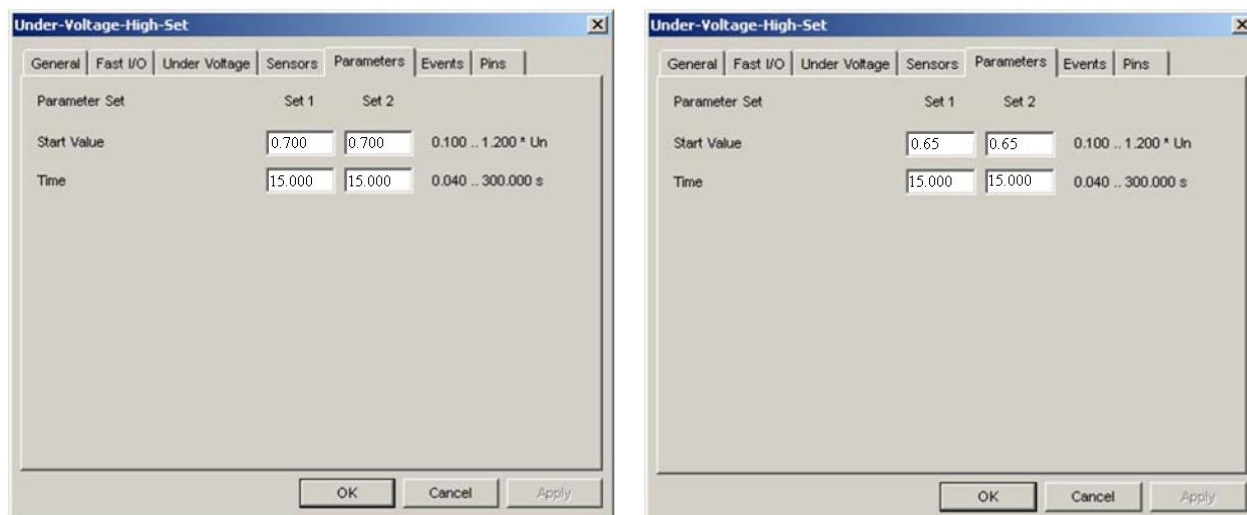 Under-Voltage-High-Set
General Fast I/O Under Voltage Sensors Parameters Events Pins
Parameter Set Set 1 Set 2
Start Value 0.700 0.700 0.100 .. 1.200 * Un
Time 15.000 15.000 0.040 .. 300.000 s
OK Cancel Apply
Under-Voltage-High-Set
General Fast I/O Under Voltage Sensors Parameters Events Pins
Parameter Set Set 1 Set 2
Start Value 0.65 0.65 0.100 .. 1.200 * Un
Time 15.000 15.000 0.040 .. 300.000 s
OK Cancel Apply